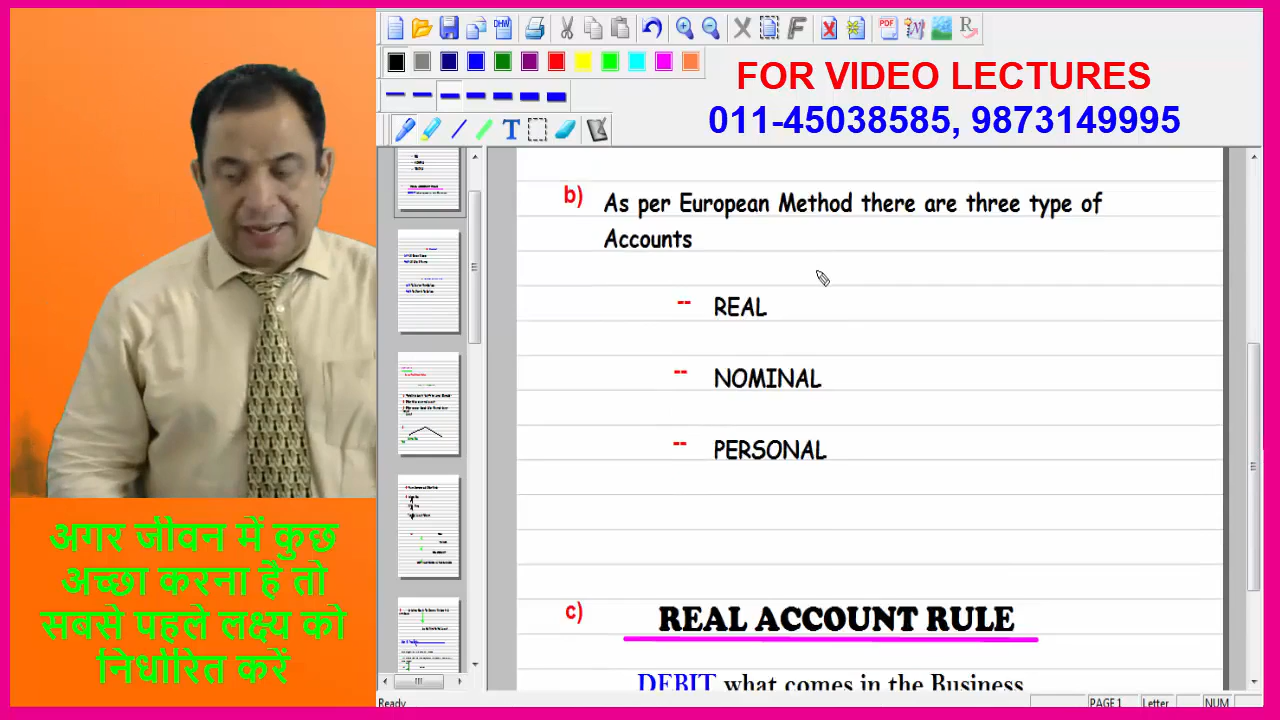 FOR VIDEO LECTURES
011-45038585, 9873149995
b) As per European Method there are three type of
Accounts
-- REAL
-- NOMINAL
-- PERSONAL
c) REAL ACCOUNT RULE
DEBIT what comes in the Business
अगर जीवन में कुछ
अच्छा करना है तो
सबसे पहले लक्ष्य को
निर्धारित करें
Ready
PAGE1
Letter
NUM